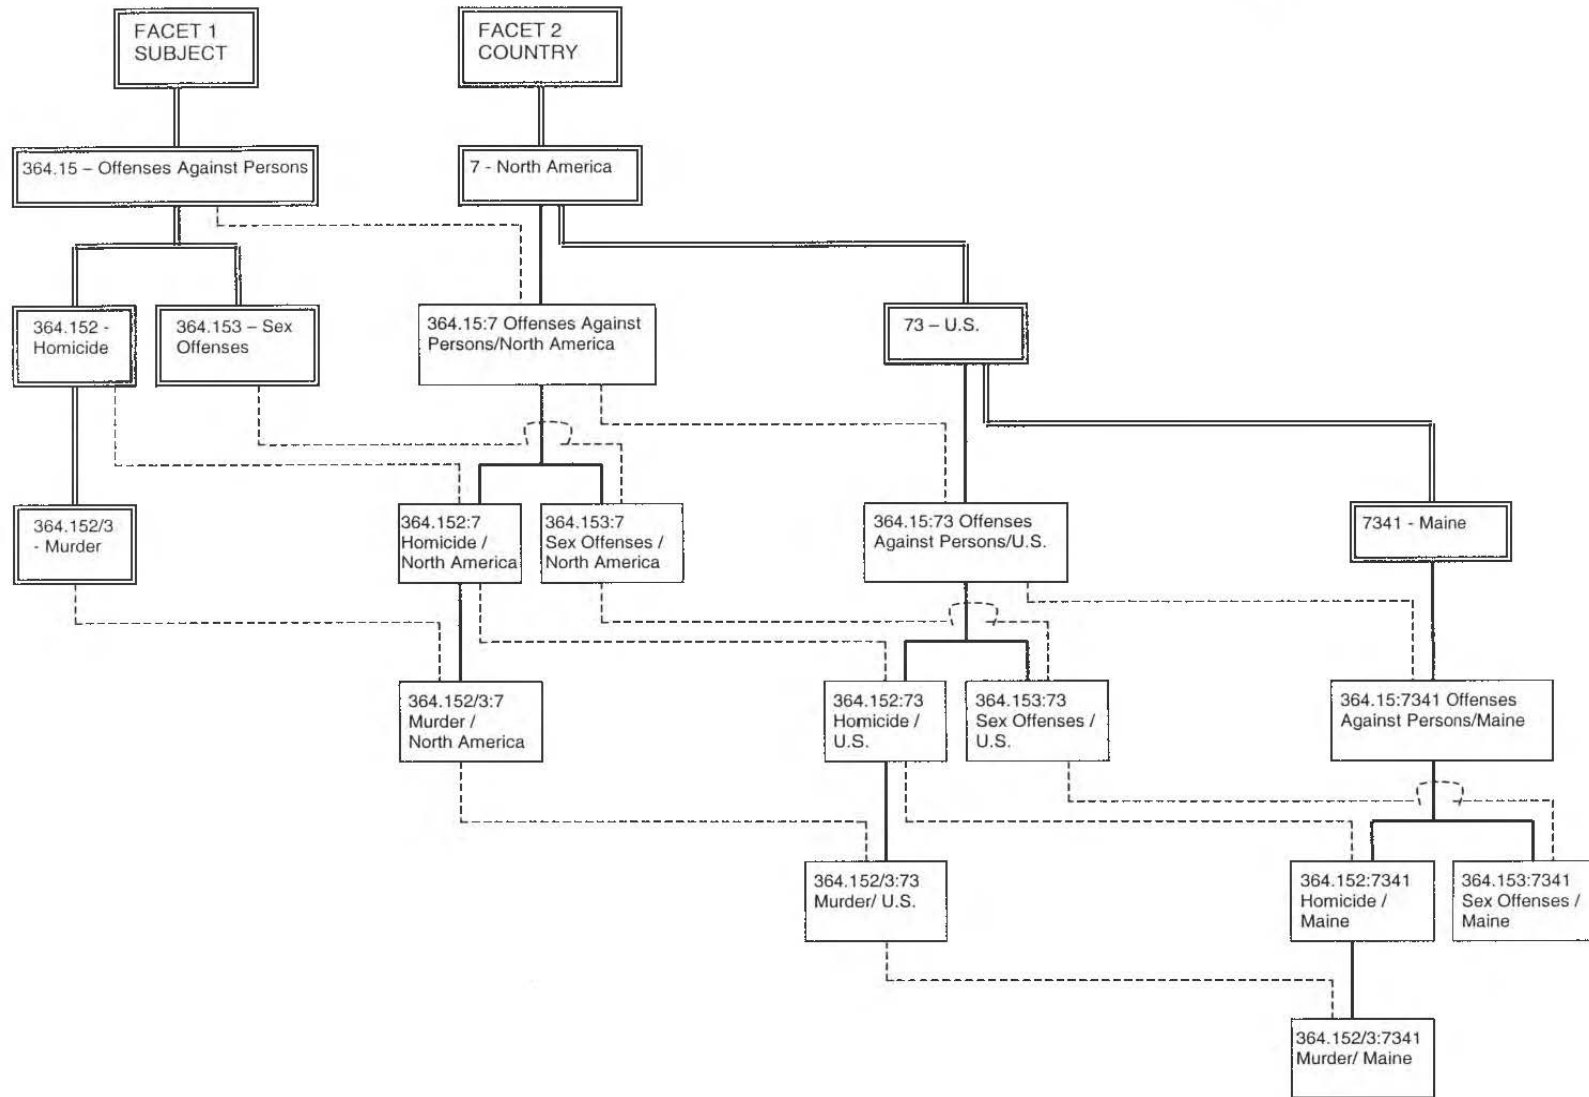 FACET 1
SUBJECT
FACET 2
COUNTRY
364.15 – Offenses Against Persons
7 - North America
364.152 -
Homicide
364.153 – Sex
Offenses
364.15:7 Offenses Against
Persons/North America
73 – U.S.
364.152/3
- Murder
364.152:7
Homicide /
North America
364.153:7
Sex Offenses /
North America
364.15:73 Offenses
Against Persons/U.S.
7341 - Maine
364.152/3:7
Murder /
North America
364.152:73
Homicide /
U.S.
364.153:73
Sex Offenses /
U.S.
364.15:7341 Offenses
Against Persons/Maine
364.152/3:73
Murder/ U.S.
364.152:7341
Homicide /
Maine
364.153:7341
Sex Offenses /
Maine
364.152/3:7341
Murder/ Maine